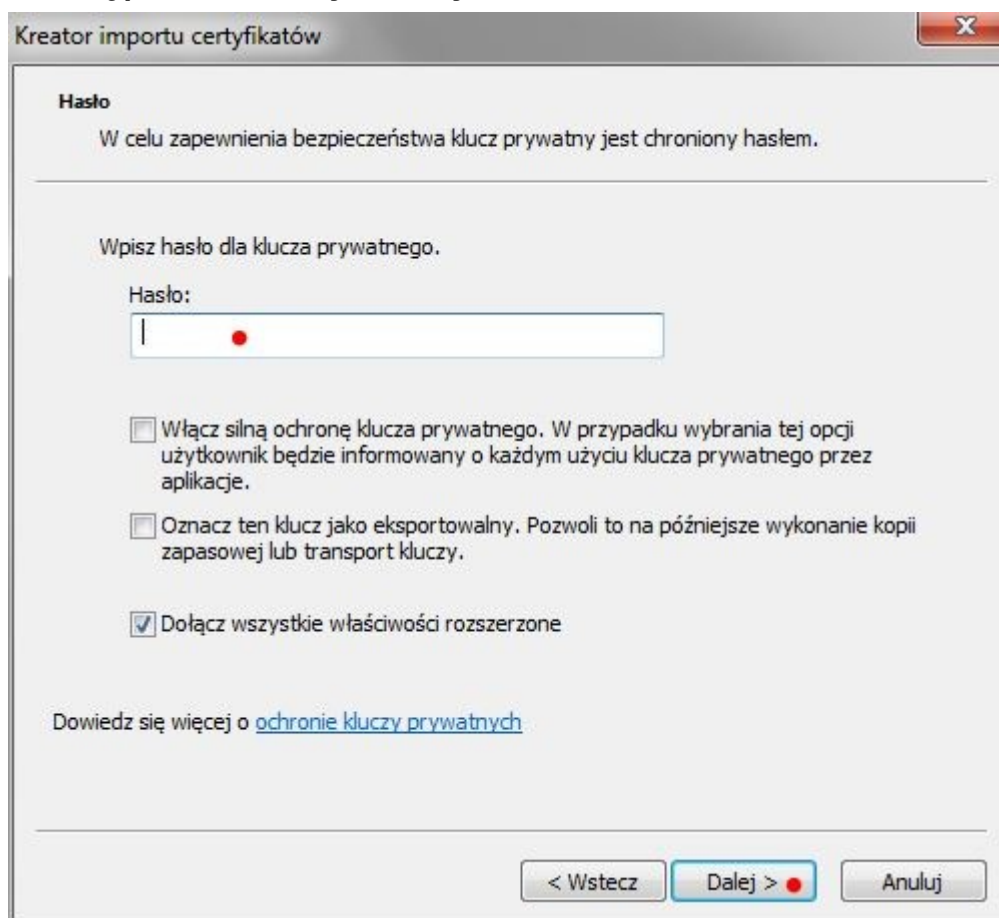 Kreator importu certyfikatów
Hasło
W celu zapewnienia bezpieczeństwa klucz prywatny jest chroniony hasłem.
Wpisz hasło dla klucza prywatnego.
Hasło:
Włącz silną ochronę klucza prywatnego. W przypadku wybrania tej opcji
użytkownik będzie informowany o każdym użyciu klucza prywatnego przez
aplikacje.
Oznacz ten klucz jako eksportowalny. Pozwoli to na późniejsze wykonanie kopii
zapasowej lub transport kluczy.
Dołącz wszystkie właściwości rozszerzone
Dowiedz się więcej o ochronie kluczy prywatnych
< Wstecz Dalej > Anuluj